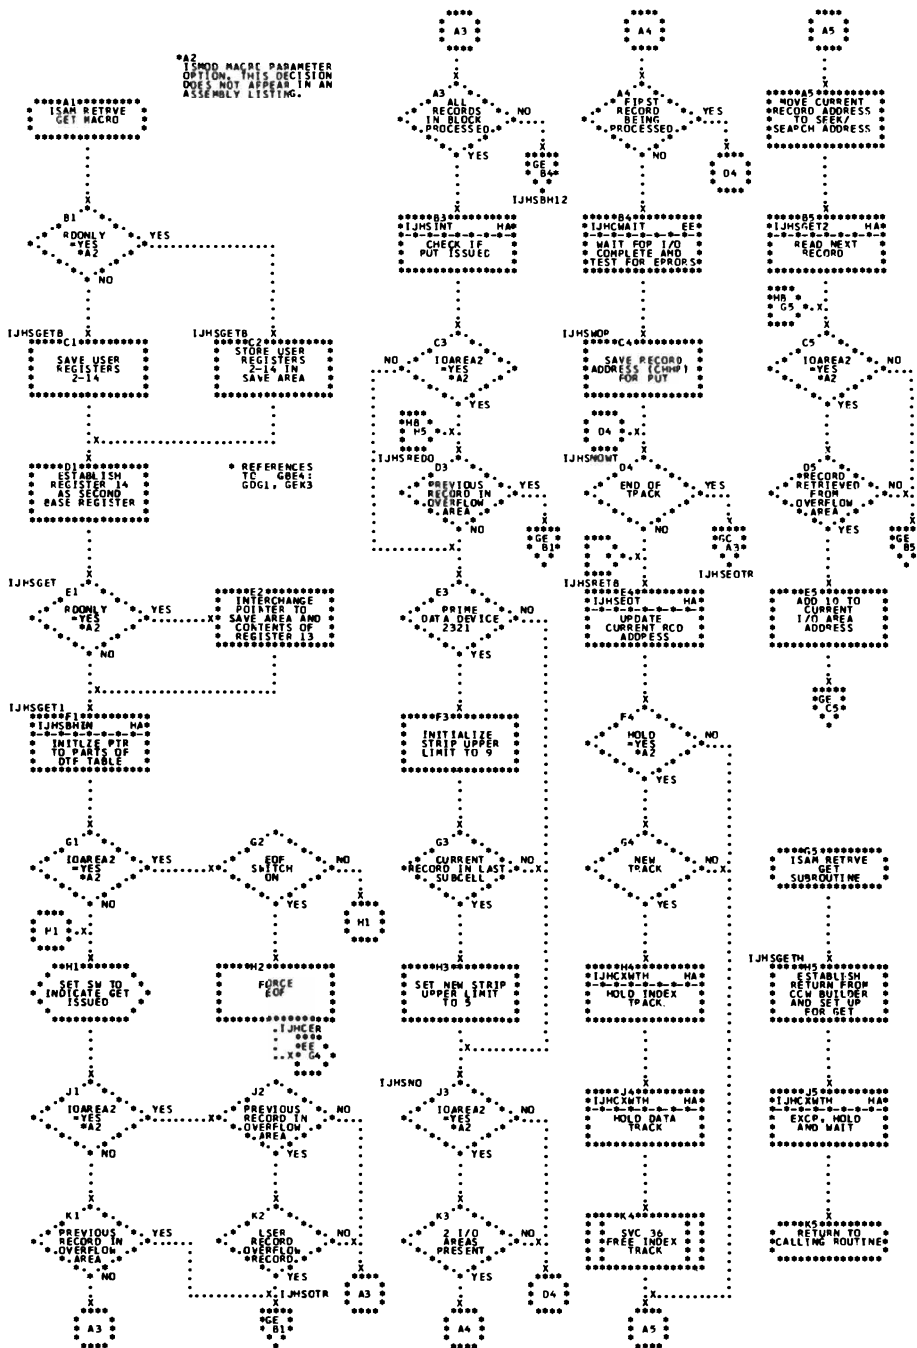 *A2
ISMOD MACRO PARAMETER
OPTION. THIS DECISION
DOES NOT APPEAR IN AN
ASSEMBLY LISTING.
A1
ISAM RETRVE
GET MACRO
B1
RDONLY
=YES
*A2
YES
NO
IJHSGETB
C1
SAVE USER
REGISTERS
2-14
IJHSGETB
C2
STORE USER
REGISTERS
2-14 IN
SAVE AREA
D1
ESTABLISH
REGISTER 14
AS SECOND
BASE REGISTER
* REFERENCES
TO GBE4:
GDG1, GEK3
IJHSGET
E1
RDONLY
=YES
*A2
YES
NO
E2
INTERCHANGE
POINTER TO
SAVE AREA AND
CONTENTS OF
REGISTER 13
IJHSGET1
F1
IJHSBHIN HA
INITLZE PTR
TO PARTS OF
DTF TABLE
G1
IOAREA2
=YES
*A2
YES
NO
G2
EOF
SWITCH
ON
NO
YES
H1
H1
H1
SET SW TO
INDICATE GET
ISSUED
H2
FORCE
EOF
IJHCER
EE
G4
J1
IOAREA2
=YES
*A2
YES
NO
J2
PREVIOUS
RECORD IN
OVERFLOW
AREA
NO
YES
K1
PREVIOUS
RECORD IN
OVERFLOW
AREA
YES
NO
K2
USER
RECORD
OVERFLOW
RECORD
NO
YES
IJHSOTR
A3
GE
B1
A3
A3
A3
ALL
RECORDS
IN BLOCK
PROCESSED
NO
YES
GE
B4
IJHSBH12
B3
IJHSINT HA
CHECK IF
PUT ISSUED
C3
IOAREA2
=YES
*A2
NO
YES
HB
H5
IJHSREDO
D3
PREVIOUS
RECORD IN
OVERFLOW
AREA
YES
NO
GE
B1
E3
PRIME
DATA DEVICE
2321
NO
YES
F3
INITIALIZE
STRIP UPPER
LIMIT TO 9
G3
CURRENT
RECORD IN LAST
SUBCELL
NO
YES
H3
SET NEW STRIP
UPPER LIMIT
TO 5
IJHSNO
J3
IOAREA2
=YES
*A2
NO
YES
K3
2 I/O
AREAS
PRESENT
NO
YES
D4
A4
A4
A4
FIRST
RECORD
BEING
PROCESSED
YES
NO
D4
B4
IJHCWAIT EE
WAIT FOR I/O
COMPLETE AND
TEST FOR ERRORS
IJHSWOP
C4
SAVE RECORD
ADDRESS (CHHR)
FOR PUT
D4
IJHSNOWT
D4
END OF
TRACK
YES
NO
*GC
A3
IJHSEOTR
IJHSRETB
E4
IJHSEOT HA
UPDATE
CURRENT RCD
ADDRESS
F4
HOLD
=YES
*A2
NO
YES
G4
NEW
TRACK
NO
YES
H4
IJHCXWTH HA
HOLD INDEX
TRACK.
J4
IJHCXWTH HA
HOLD DATA
TRACK
K4
SVC 36
FREE INDEX
TRACK
A5
A5
A5
MOVE CURRENT
RECORD ADDRESS
TO SEEK/
SEARCH ADDRESS
B5
IJHSGET2 HA
READ NEXT
RECORD
HB
G5
C5
IOAREA2
=YES
*A2
NO
YES
D5
RECORD
RETRIEVED
FROM
OVERFLOW
AREA
NO
YES
GE
B5
E5
ADD 10 TO
CURRENT
I/O AREA
ADDRESS
GE
C5
G5
ISAM RETRVE
GET
SUBROUTINE
IJHSGETH
H5
ESTABLISH
RETURN FROM
CCW BUILDER
AND SET UP
FOR GET
J5
IJHCXWTH HA
EXCP, HOLD
AND WAIT
K5
RETURN TO
CALLING ROUTINE